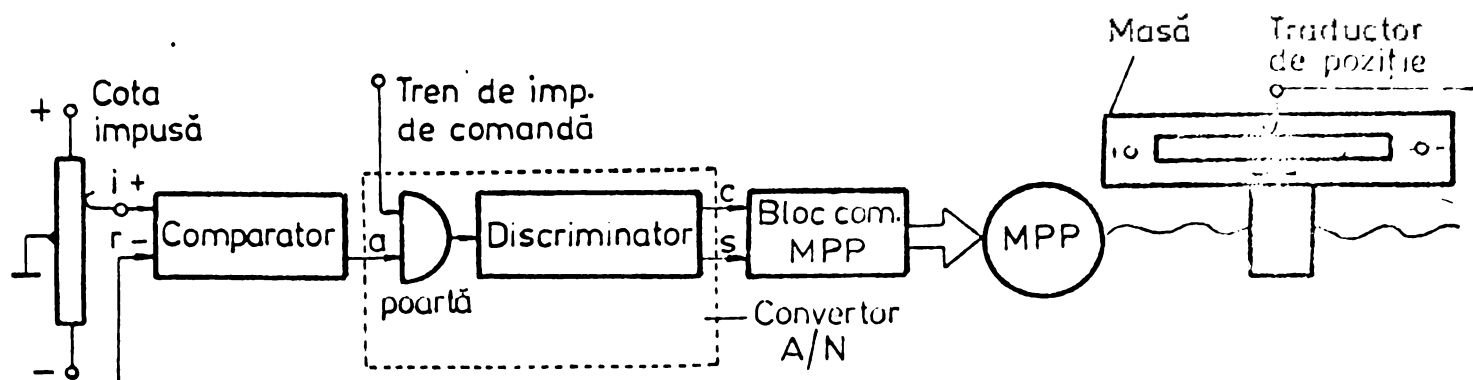 Masă
Traductor
de poziție
+
Cota
impusă
Tren de imp.
de comandă
i +
r -
Comparator
a
poartă
Discriminator
c
s
Bloc com.
MPP
MPP
Convertor
A/N
-